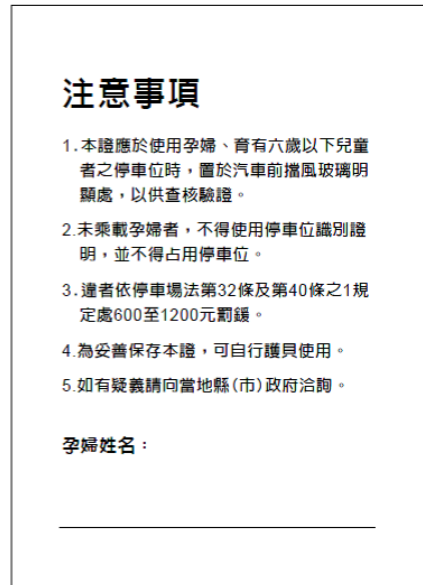 注意事項
1.本證應於使用孕婦、育有六歲以下兒童
者之停車位時，置於汽車前擋風玻璃明
顯處，以供查核驗證。
2.未乘載孕婦者，不得使用停車位識別證
明，並不得占用停車位。
3.違者依停車場法第32條及第40條之1規
定處600至1200元罰鍰。
4.為妥善保存本證，可自行護貝使用。
5.如有疑義請向當地縣(市)政府洽詢。
孕婦姓名：